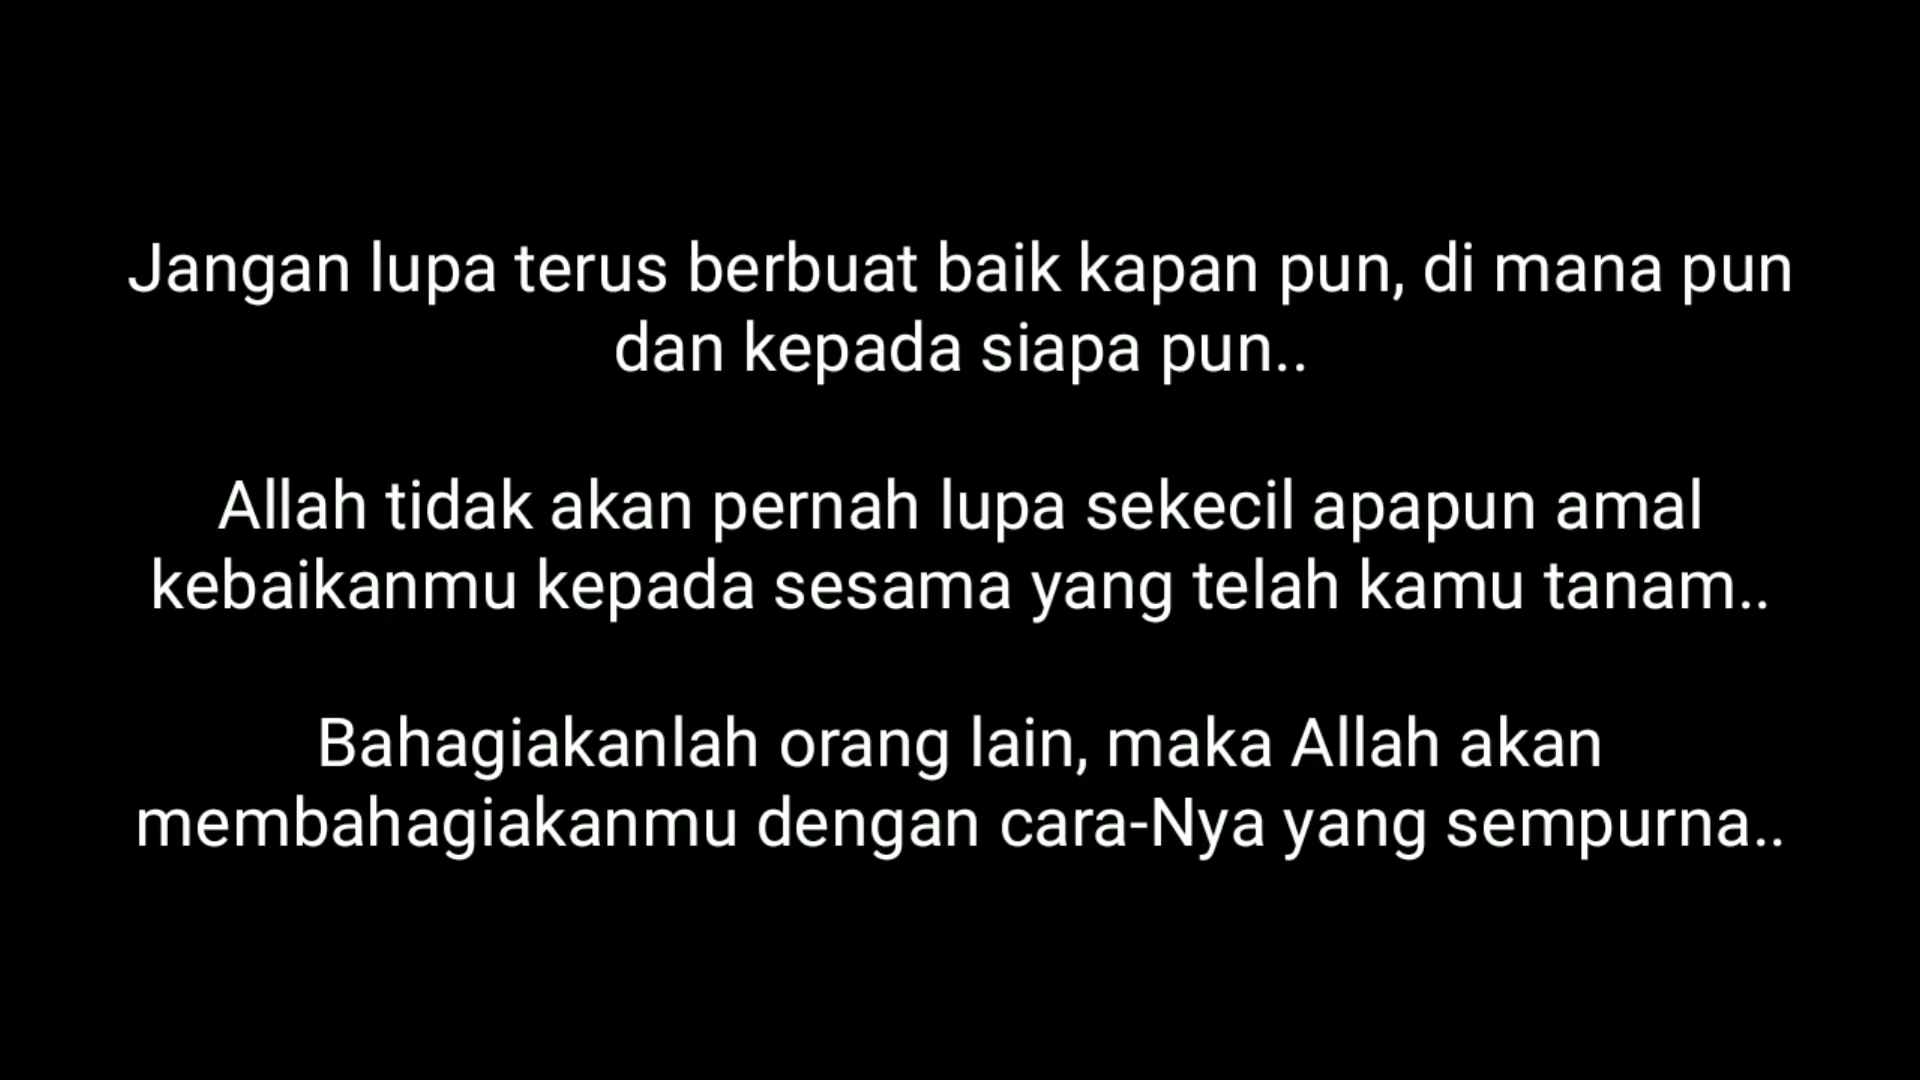 Jangan lupa terus berbuat baik kapan pun, di mana pun
dan kepada siapa pun..
Allah tidak akan pernah lupa sekecil apapun amal
kebaikanmu kepada sesama yang telah kamu tanam..
Bahagiakanlah orang lain, maka Allah akan
membahagiakanmu dengan cara-Nya yang sempurna..